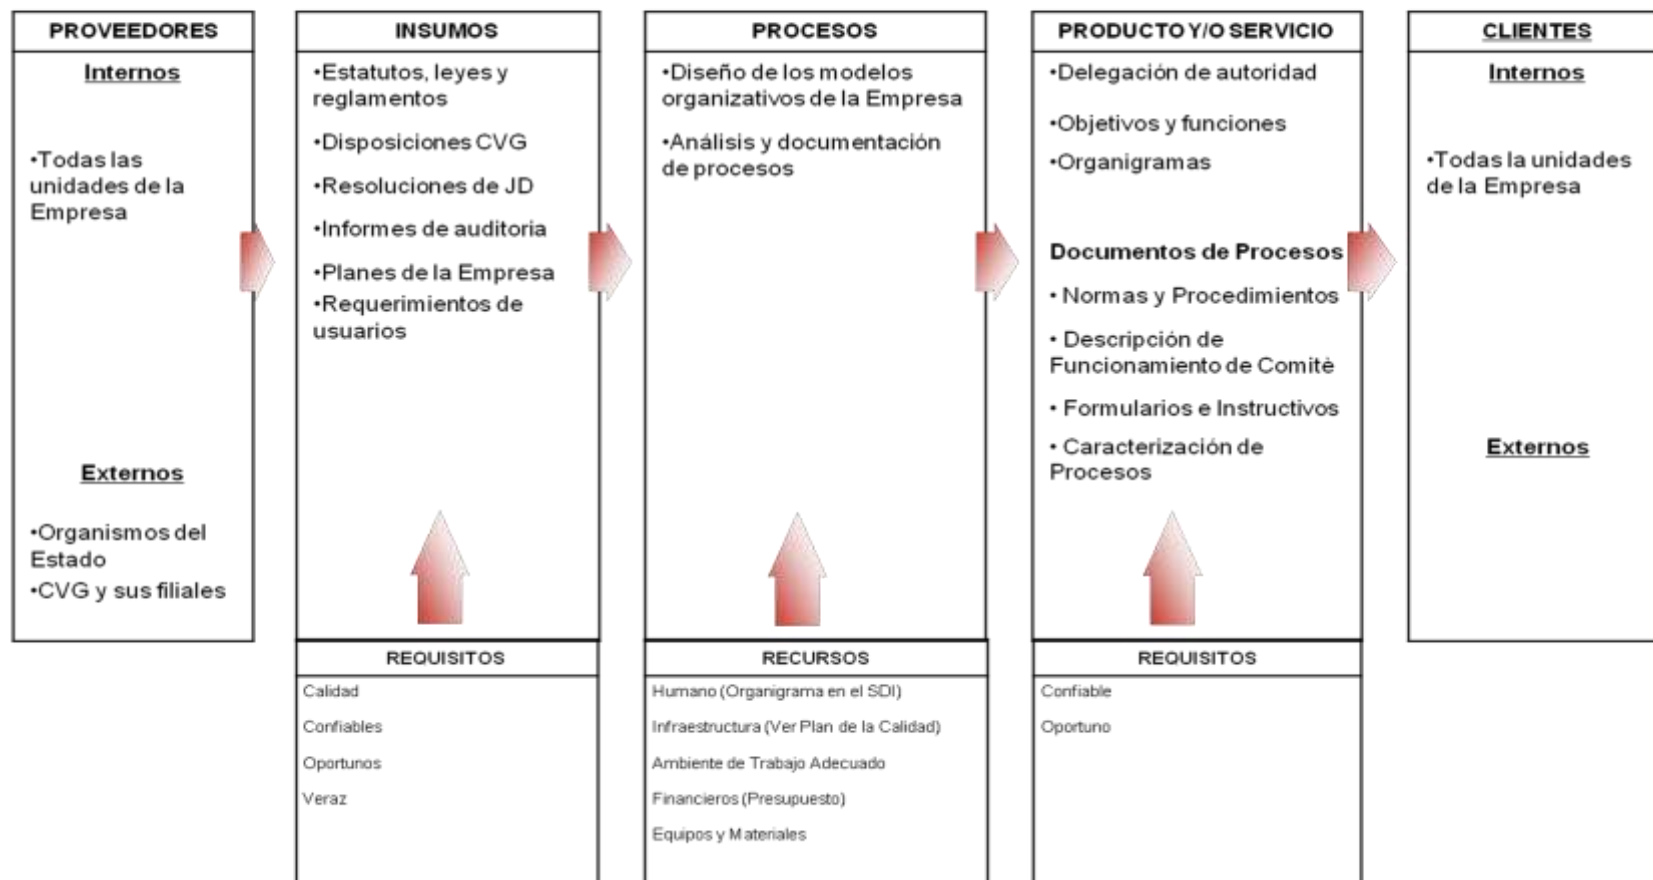 PROVEEDORES
Internos
•Todas las
unidades de la
Empresa
Externos
•Organismos del
Estado
•CVG y sus filiales
INSUMOS
•Estatutos, leyes y
reglamentos
•Disposiciones CVG
•Resoluciones de JD
•Informes de auditoria
•Planes de la Empresa
•Requerimientos de
usuarios
REQUISITOS
Calidad
Confiables
Oportunos
Veraz
PROCESOS
•Diseño de los modelos
organizativos de la Empresa
•Análisis y documentación
de procesos
RECURSOS
Humano (Organigrama en el SDI)
Infraestructura (Ver Plan de la Calidad)
Ambiente de Trabajo Adecuado
Financieros (Presupuesto)
Equipos y Materiales
PRODUCTO Y/O SERVICIO
•Delegación de autoridad
•Objetivos y funciones
•Organigramas
Documentos de Procesos
• Normas y Procedimientos
• Descripción de
Funcionamiento de Comitè
• Formularios e Instructivos
• Caracterización de
Procesos
REQUISITOS
Confiable
Oportuno
CLIENTES
Internos
•Todas la unidades
de la Empresa
Externos